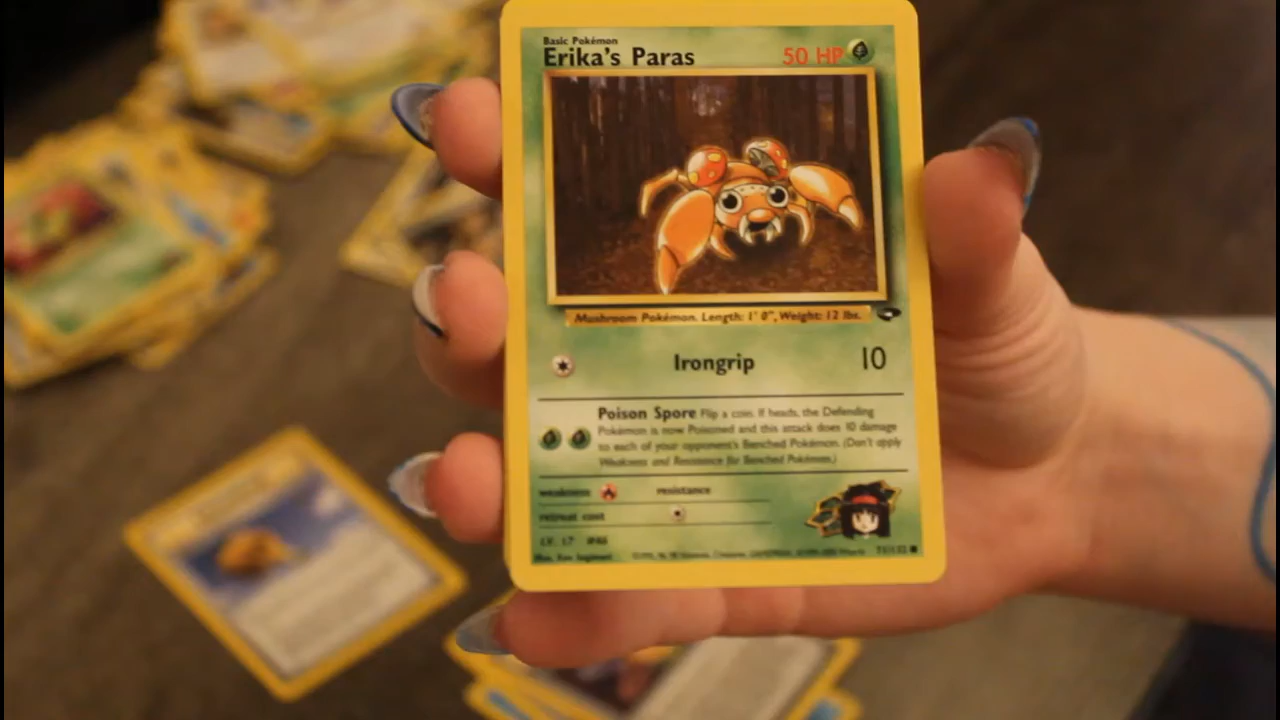 Basic Pokémon
Erika's Paras 50 HP
Mushroom Pokémon. Length: 1' 0", Weight: 12 lbs.
Irongrip 10
Poison Spore Flip a coin. If heads, the Defending
Pokémon is now Poisoned and this attack does 10 damage
to each of your opponent's Benched Pokémon. (Don't apply
Weakness and Resistance for Benched Pokémon.)
weakness resistance
retreat cost
LV. 17 #46